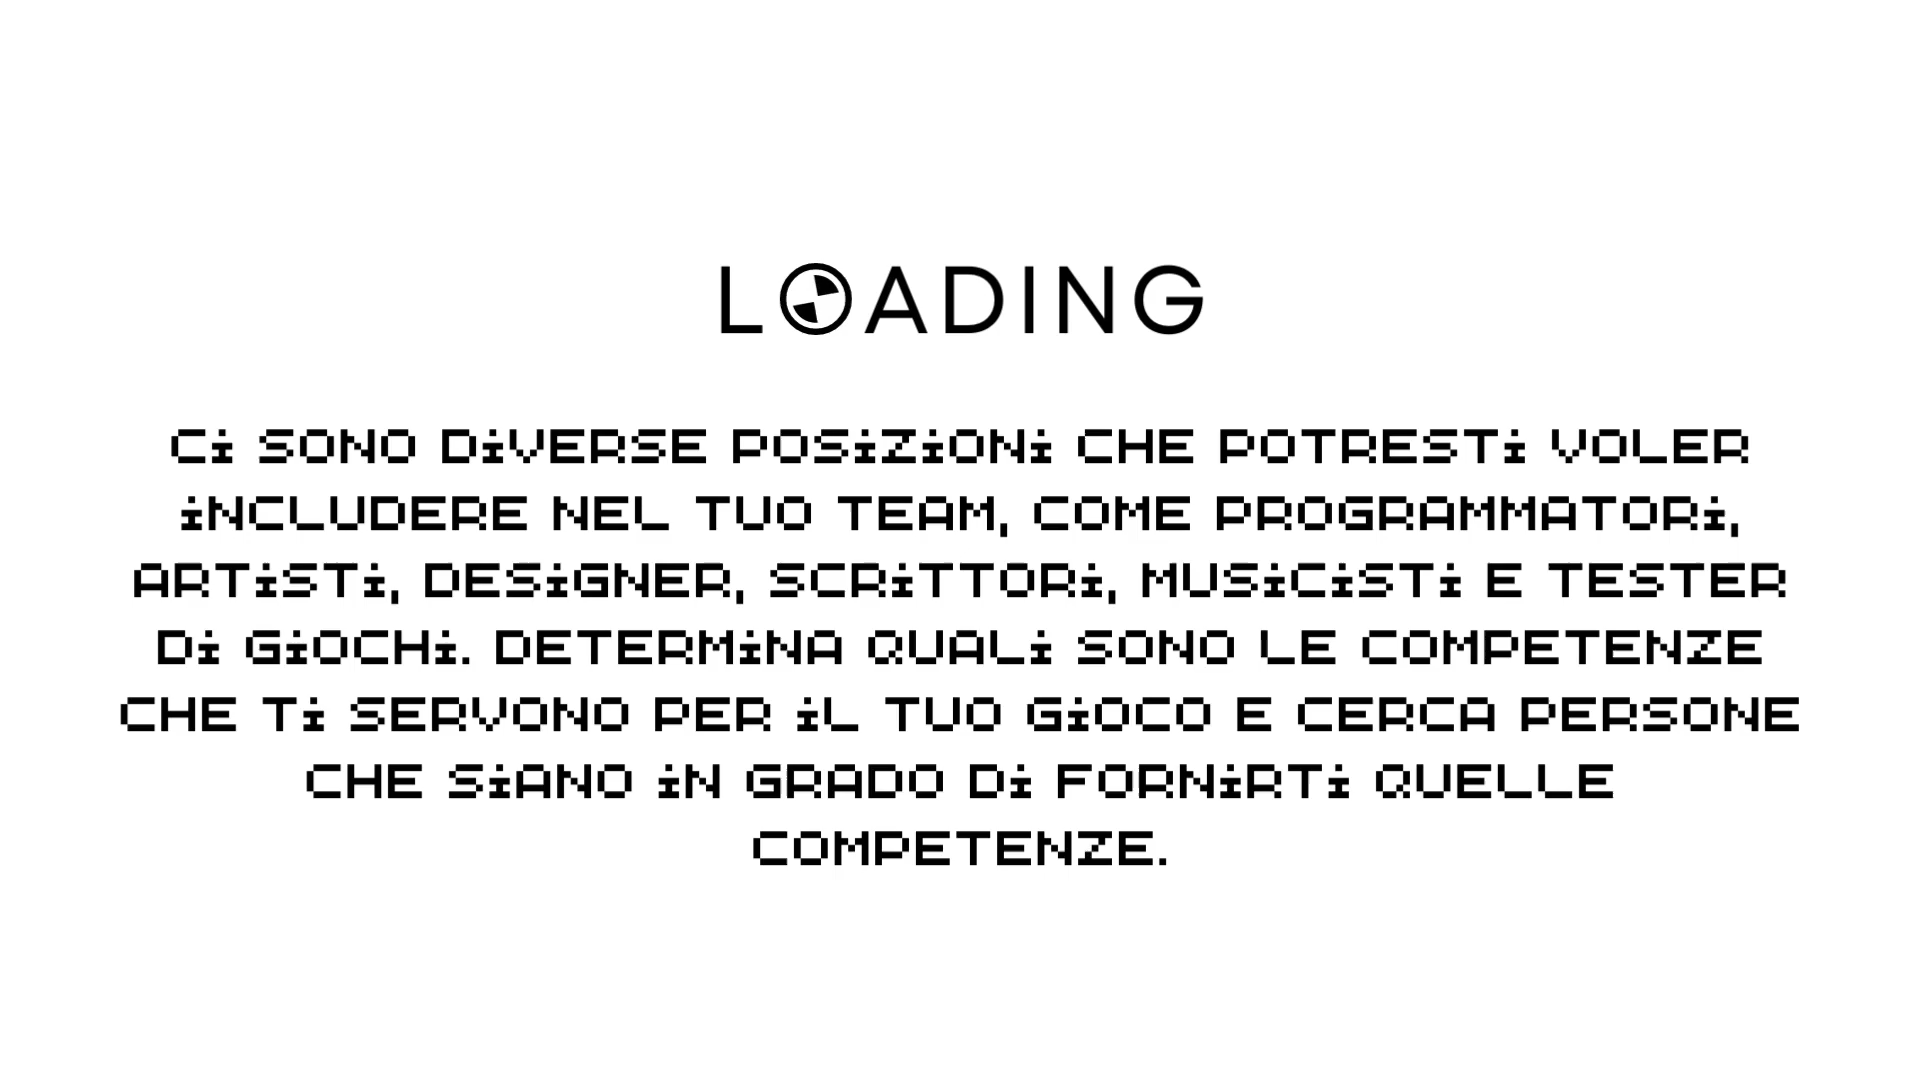 LOADING
Ci SONO DiVERSE POSiZiONi CHE POTRESTi VOLER
iNCLUDERE NEL TUO TEAM, COME PROGRAMMATORi,
ARTiSTi, DESiGNER, SCRiTTORi, MUSiCiSTi E TESTER
Di GiOCHi. DETERMiNA QUALi SONO LE COMPETENZE
CHE Ti SERVONO PER iL TUO GiOCO E CERCA PERSONE
CHE SiANO iN GRADO Di FORNiRTi QUELLE
COMPETENZE.